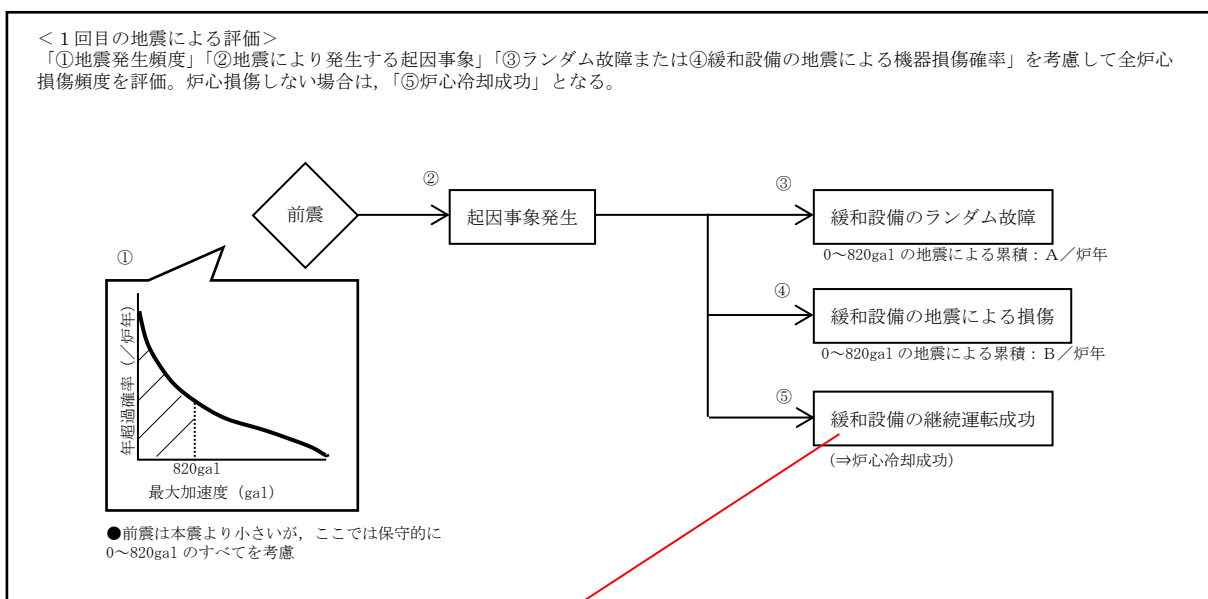 ＜１回目の地震による評価＞
「①地震発生頻度」「②地震により発生する起因事象」「③ランダム故障または④緩和設備の地震による機器損傷確率」を考慮して全炉心
損傷頻度を評価。炉心損傷しない場合は，「⑤炉心冷却成功」となる。
前震
②
起因事象発生
③
緩和設備のランダム故障
0～820gal の地震による累積：Ａ／炉年
④
緩和設備の地震による損傷
0～820gal の地震による累積：Ｂ／炉年
⑤
緩和設備の継続運転成功
(⇒炉心冷却成功)
①
年超過確率（／炉年）
820gal
最大加速度（gal）
●前震は本震より小さいが，ここでは保守的に
0～820gal のすべてを考慮